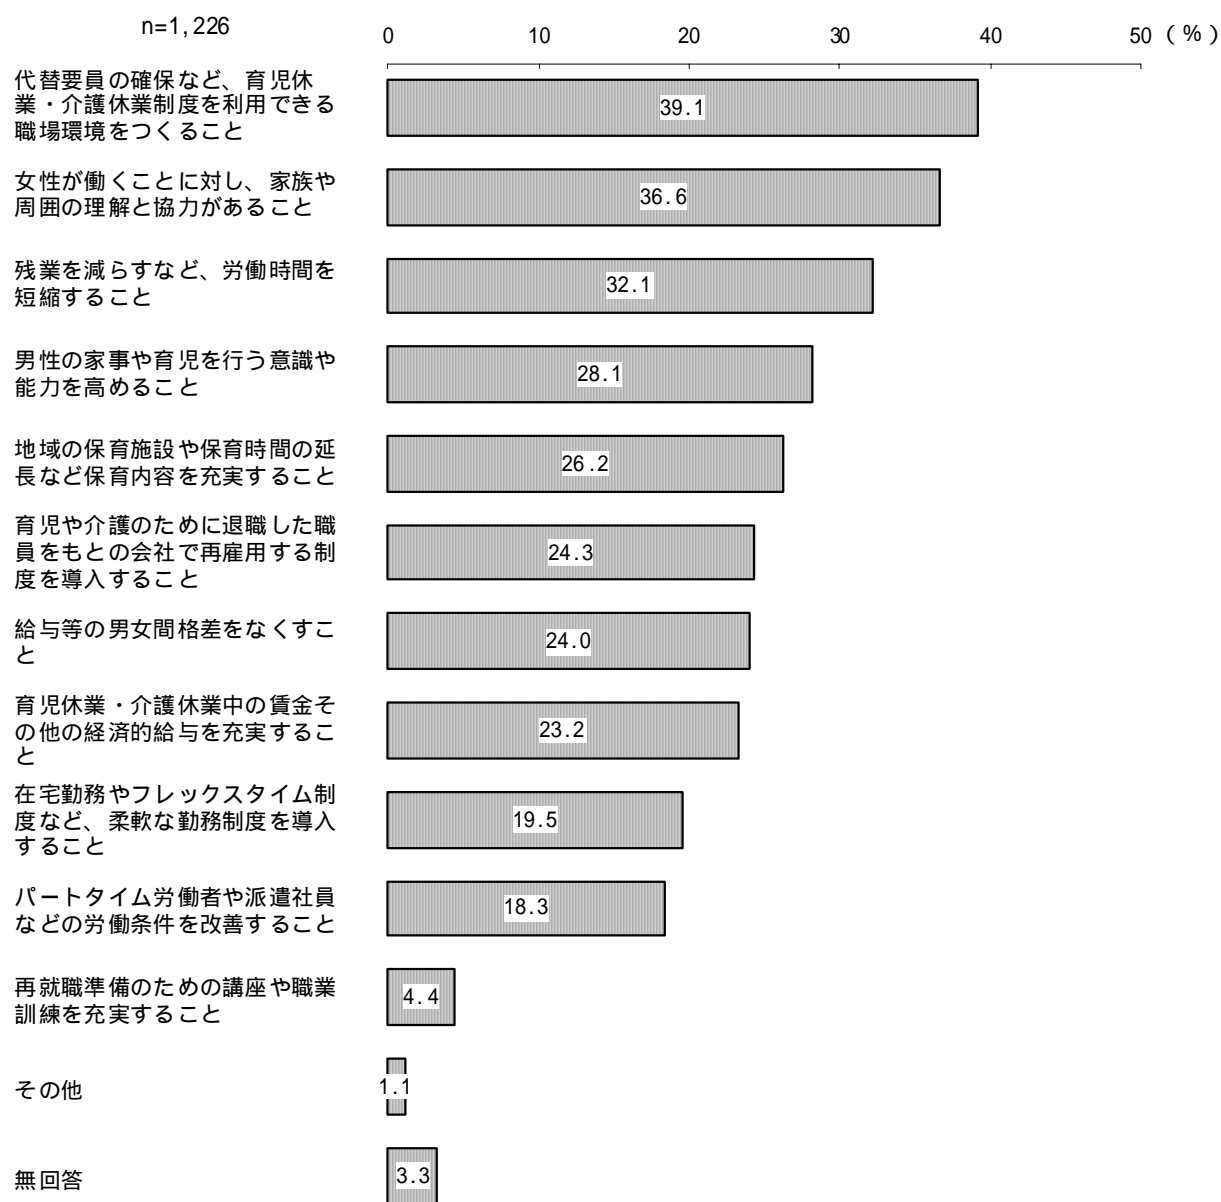 n=1,226
0 10 20 30 40 50 (%)
代替要員の確保など、育児休
業・介護休業制度を利用できる
職場環境をつくること
39.1
女性が働くことに対し、家族や
周囲の理解と協力があること
36.6
残業を減らすなど、労働時間を
短縮すること
32.1
男性の家事や育児を行う意識や
能力を高めること
28.1
地域の保育施設や保育時間の延
長など保育内容を充実すること
26.2
育児や介護のために退職した職
員をもとの会社で再雇用する制
度を導入すること
24.3
給与等の男女間格差をなくすこ
と
24.0
育児休業・介護休業中の賃金そ
の他の経済的給与を充実するこ
と
23.2
在宅勤務やフレックスタイム制
度など、柔軟な勤務制度を導入
すること
19.5
パートタイム労働者や派遣社員
などの労働条件を改善すること
18.3
再就職準備のための講座や職業
訓練を充実すること
4.4
その他
1.1
無回答
3.3